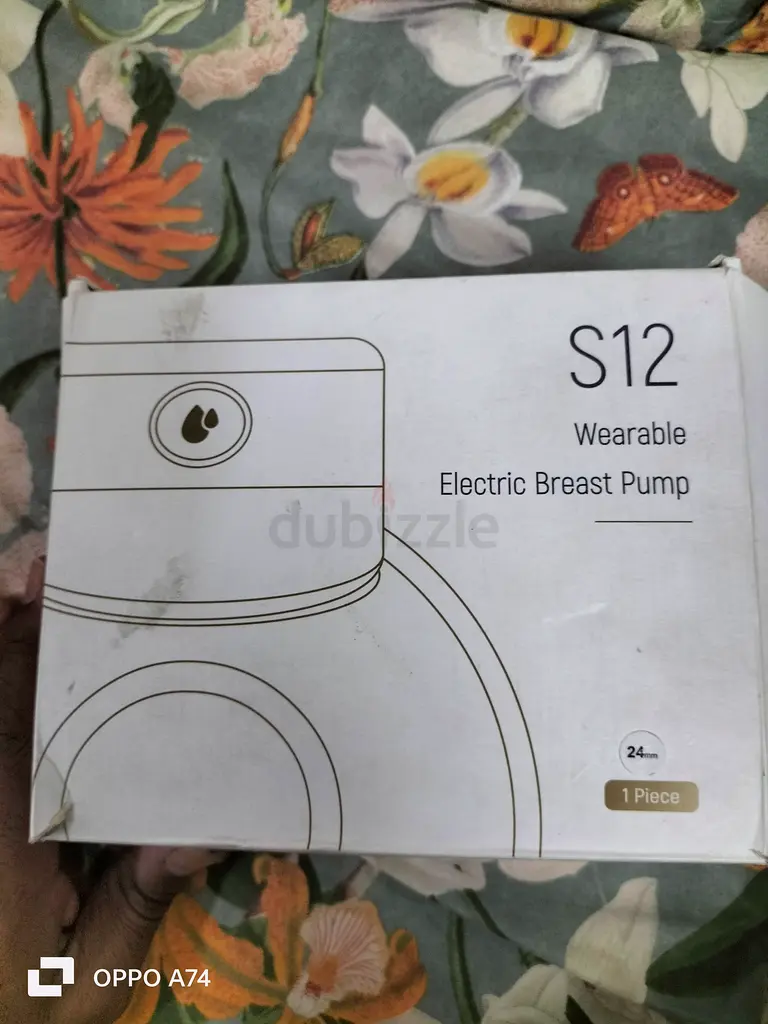 S12
Wearable
Electric Breast Pump
dubizzle
24mm
1 Piece
OPPO A74